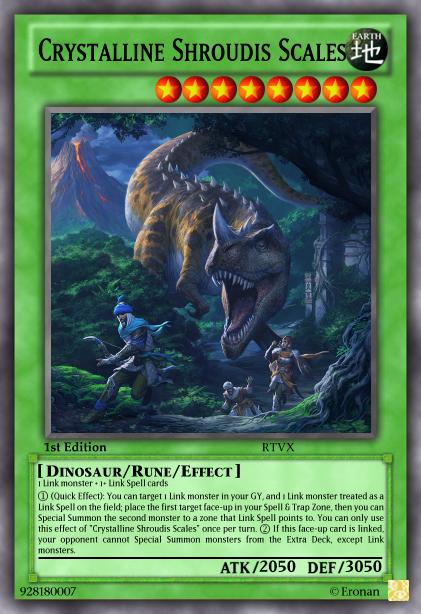 Crystalline Shroudis Scales
EARTH
地
1st Edition
RTVX
[Dinosaur/Rune/Effect]
1 Link monster + 1+ Link Spell cards
① (Quick Effect): You can target 1 Link monster in your GY, and 1 Link monster treated as a
Link Spell on the field; place the first target face-up in your Spell & Trap Zone, then you can
Special Summon the second monster to a zone that Link Spell points to. You can only use
this effect of "Crystalline Shroudis Scales" once per turn. ② If this face-up card is linked,
your opponent cannot Special Summon monsters from the Extra Deck, except Link
monsters.
ATK/2050 DEF/3050
928180007
© Eronan